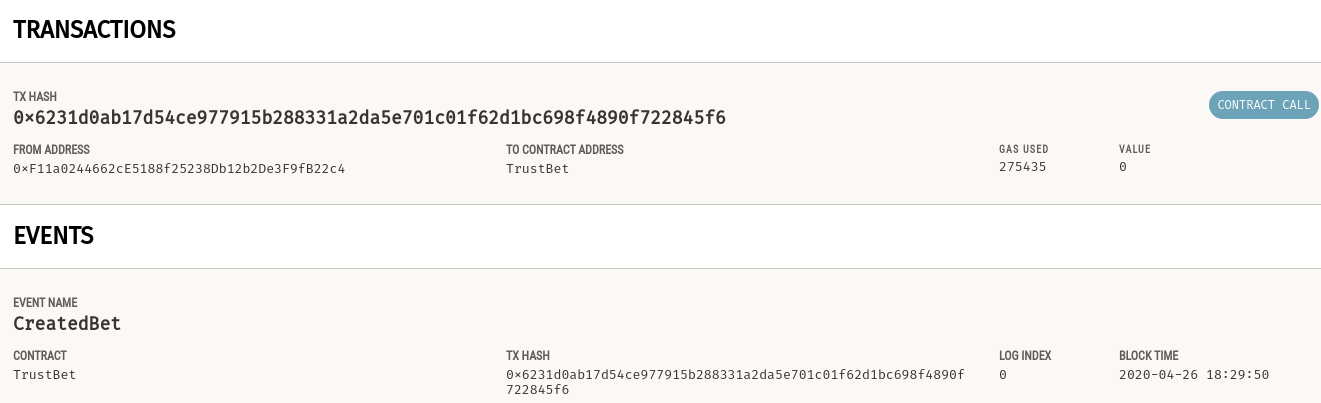 TRANSACTIONS
TX HASH
0×6231d0ab17d54ce977915b288331a2da5e701c01f62d1bc698f4890f722845f6
CONTRACT CALL
FROM ADDRESS
TO CONTRACT ADDRESS
GAS USED
VALUE
0×F11a0244662cE5188f25238Db12b2De3F9fB22c4
TrustBet
275435
0
EVENTS
EVENT NAME
CreatedBet
CONTRACT
TX HASH
LOG INDEX
BLOCK TIME
TrustBet
0×6231d0ab17d54ce977915b288331a2da5e701c01f62d1bc698f4890f
722845f6
0
2020-04-26 18:29:50